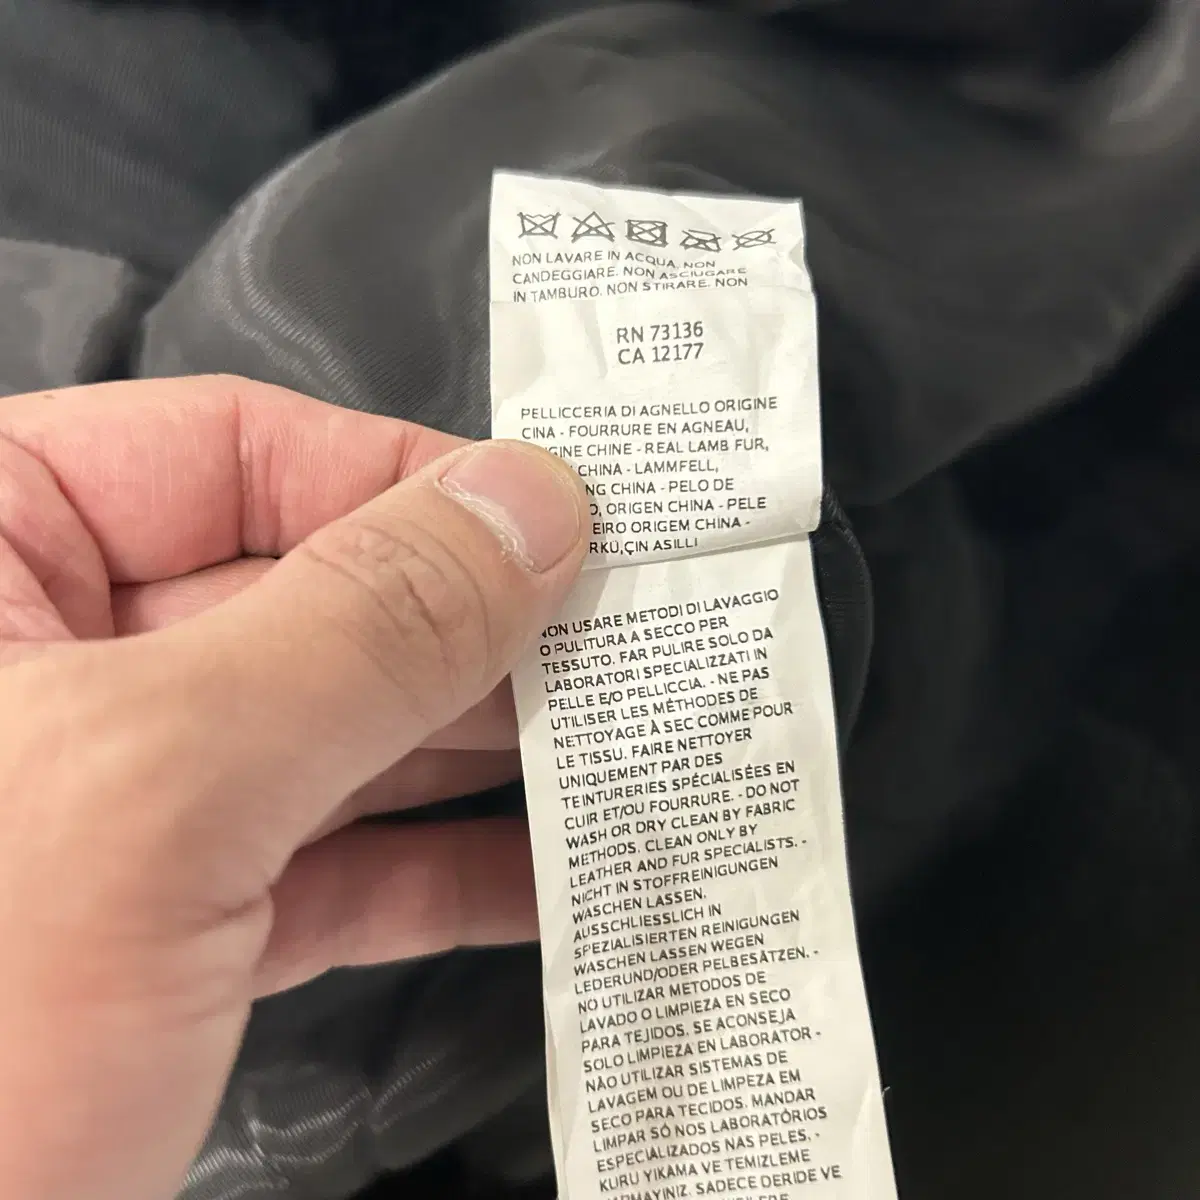 NON LAVARE IN ACQUA. NON
CANDEGGIARE. NON ASCIUGARE
IN TAMBURO. NON STIRARE. NON
RN 73136
CA 12177
PELLICCERIA DI AGNELLO ORIGINE
CINA - FOURRURE EN AGNEAU,
CHINE - REAL LAMB FUR,
CHINA - LAMMFELL,
CHINA - PELO DE
ORIGEN CHINA - PELE
ORIGEM CHINA -
ÇIN ASILLI
NON USARE METODI DI LAVAGGIO
O PULITURA A SECCO PER
TESSUTO. FAR PULIRE SOLO DA
LABORATORI SPECIALIZZATI IN
PELLE E/O PELLICCIA. - NE PAS
UTILISER LES MÉTHODES DE
NETTOYAGE À SEC COMME POUR
LE TISSU. FAIRE NETTOYER
UNIQUEMENT PAR DES
TEINTURERIES SPÉCIALISÉES EN
CUIR ET/OU FOURRURE. - DO NOT
WASH OR DRY CLEAN BY FABRIC
METHODS. CLEAN ONLY BY
LEATHER AND FUR SPECIALISTS. -
NICHT IN STOFFREINIGUNGEN
WASCHEN LASSEN.
AUSSCHLIESSLICH IN
SPEZIALISIERTEN REINIGUNGEN
WASCHEN LASSEN WEGEN
LEDERUND/ODER PELBESÄTZEN. -
NO UTILIZAR METODOS DE
LAVADO O LIMPIEZA EN SECO
PARA TEJIDOS. SE ACONSEJA
SOLO LIMPIEZA EN LABORATOR -
NÃO UTILIZAR SISTEMAS DE
LAVAGEM OU DE LIMPEZA EM
SECO PARA TECIDOS. MANDAR
LIMPAR SÓ NOS LABORATÓRIOS
ESPECIALIZADOS NAS PELES. -
KURU YIKAMA VE TEMIZLEME
SADECE DERIDE VE